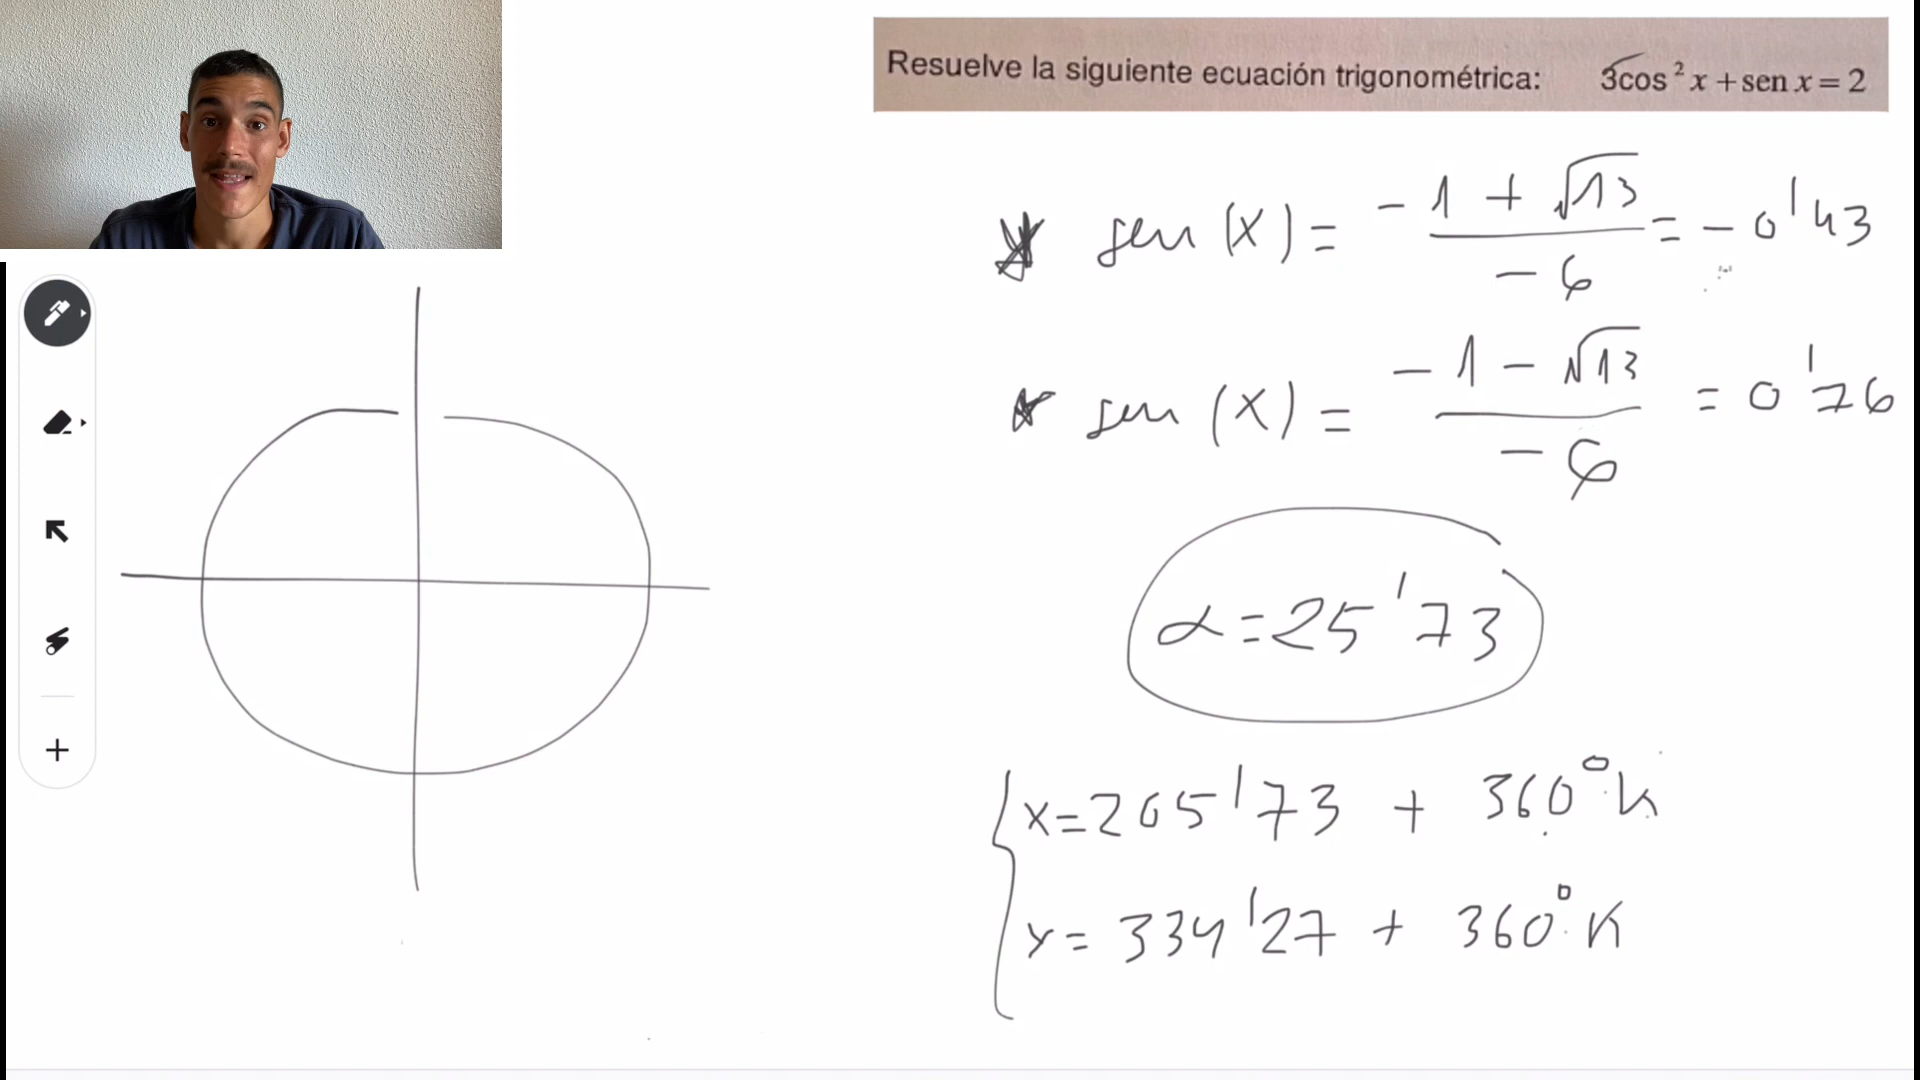 Resuelve la siguiente ecuación trigonométrica: 3cos²x + sen x = 2
sen (x) = (-1 + √13)/(-6) = -0'43
sen (x) = (-1 - √13)/(-6) = 0'76
α = 25'73
x = 205'73 + 360°K
x = 334'27 + 360°K